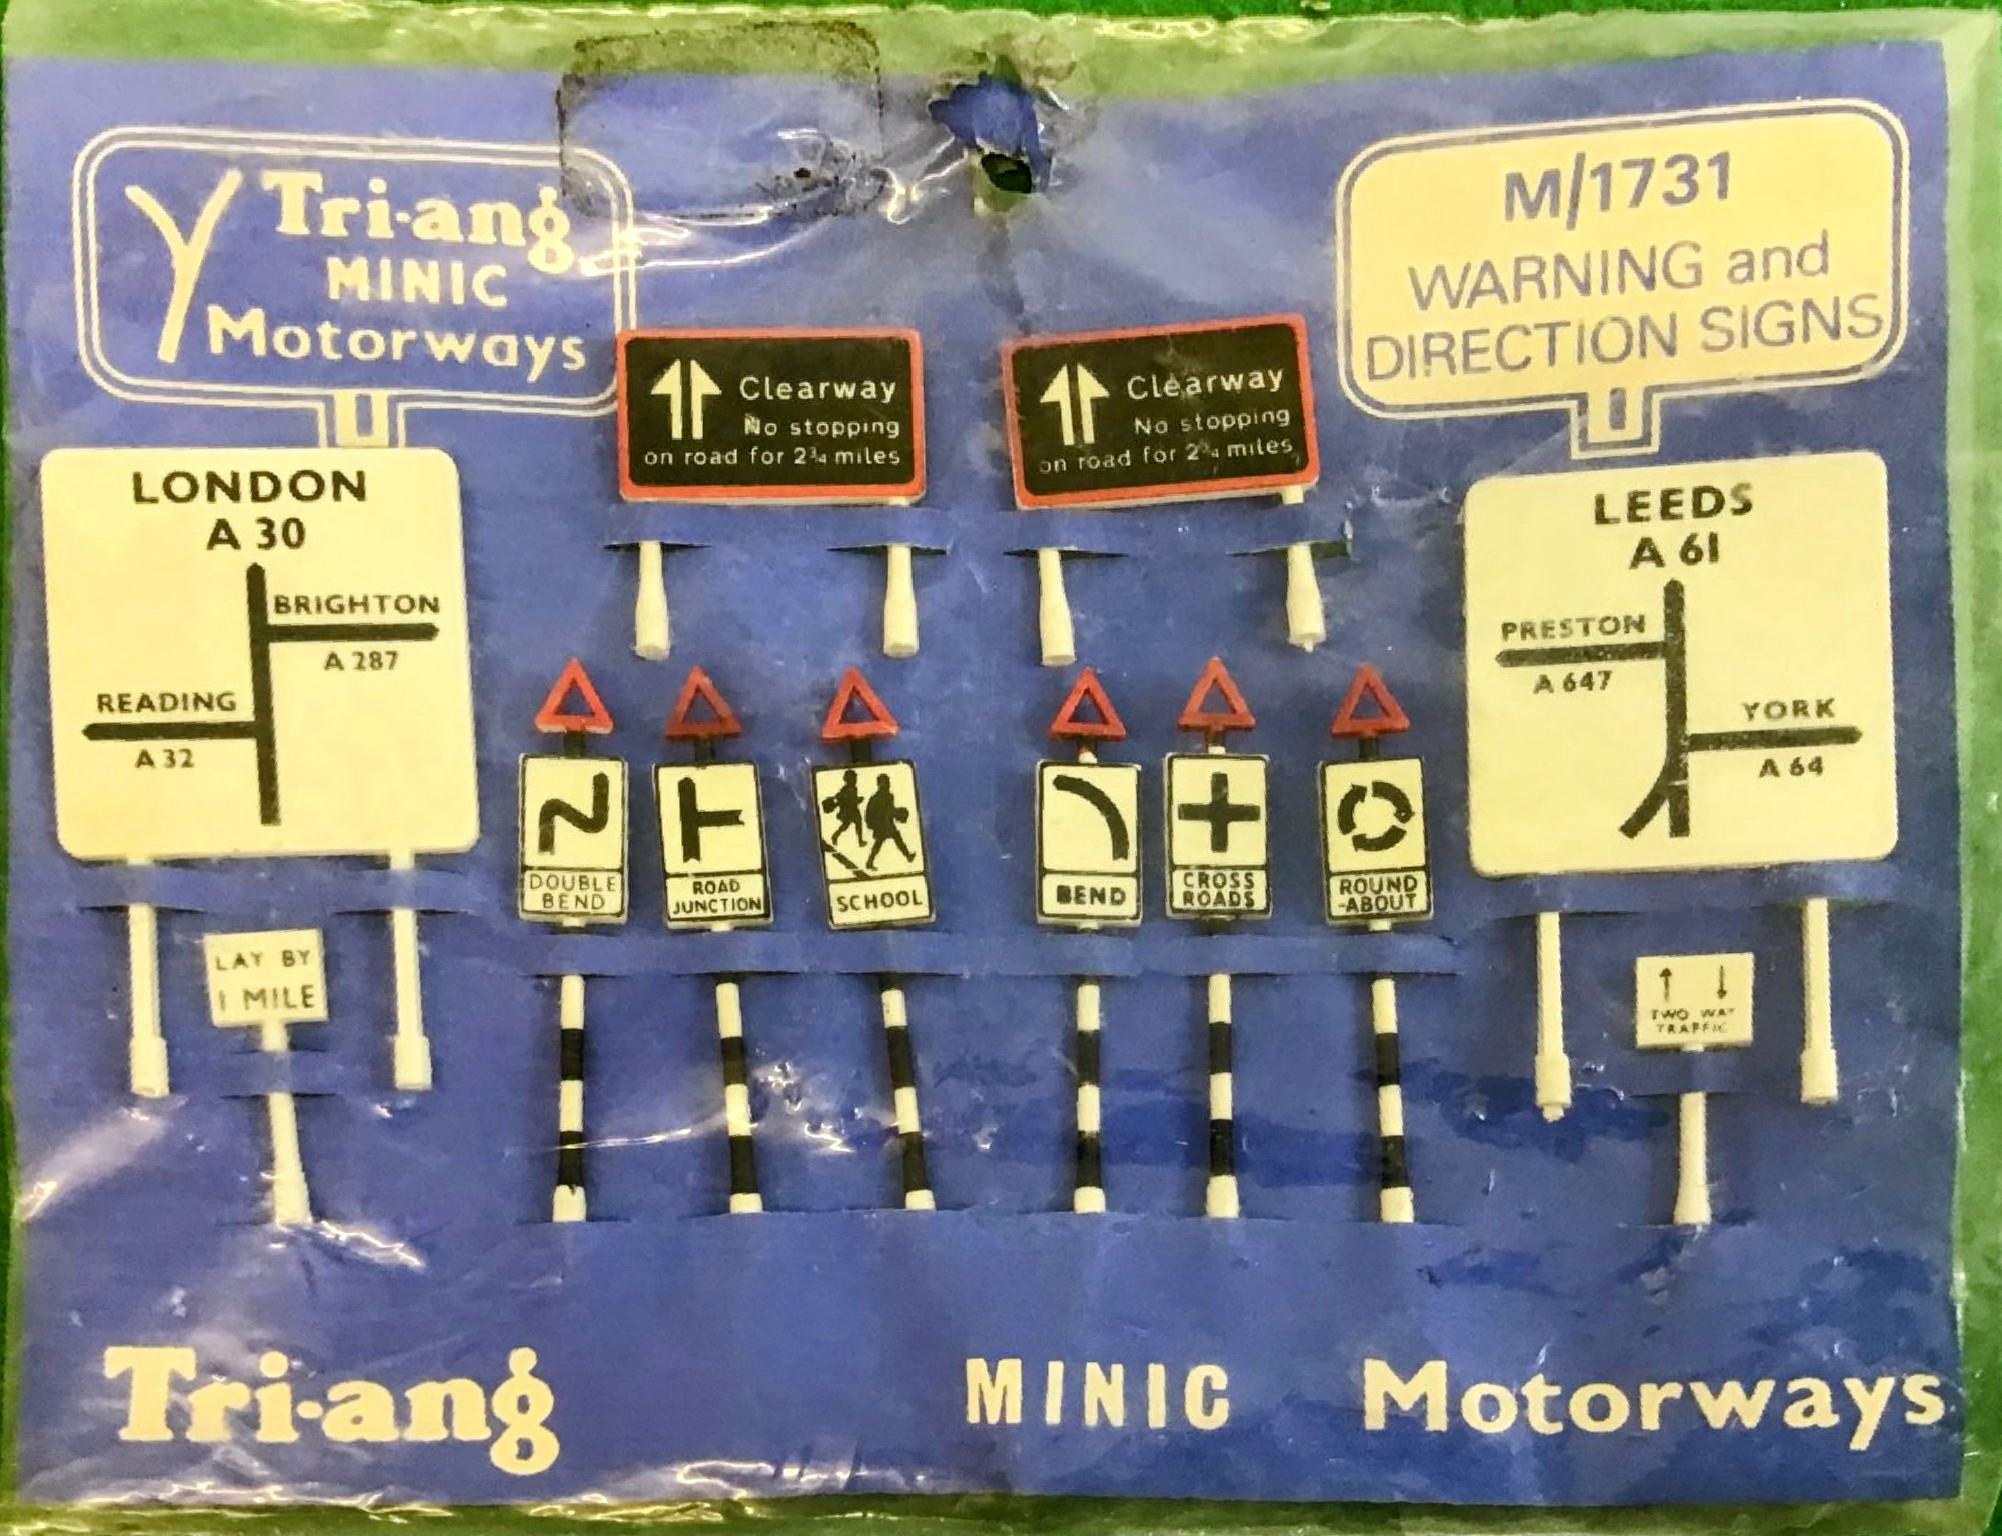 Tri-ang
MINIC
Motorways
M/1731
WARNING and
DIRECTION SIGNS
Clearway
No stopping
on road for 2¾ miles
Clearway
No stopping
on road for 2¾ miles
LONDON
A 30
BRIGHTON
A 287
READING
A 32
LEEDS
A 61
PRESTON
A 647
YORK
A 64
DOUBLE
BEND
ROAD
JUNCTION
SCHOOL
BEND
CROSS
ROADS
ROUND
-ABOUT
LAY BY
1 MILE
TWO WAY
TRAFFIC
Tri-ang MINIC Motorways